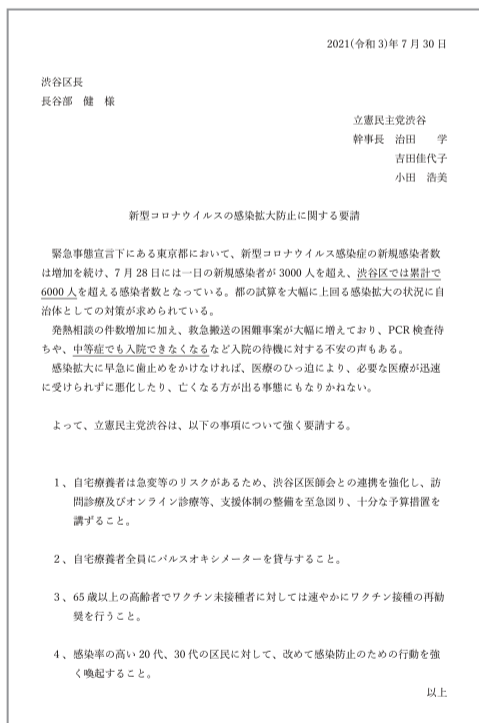 2021(令和 3)年 7 月 30 日
渋谷区長
長谷部　健　様
立憲民主党渋谷
幹事長　治田　　学
吉田佳代子
小田　浩美
新型コロナウイルスの感染拡大防止に関する要請
緊急事態宣言下にある東京都において、新型コロナウイルス感染症の新規感染者数
は増加を続け、7 月 28 日には一日の新規感染者が 3000 人を超え、渋谷区では累計で
6000 人を超える感染者数となっている。都の試算を大幅に上回る感染拡大の状況に自
治体としての対策が求められている。
発熱相談の件数増加に加え、救急搬送の困難事案が大幅に増えており、PCR 検査待
ちや、中等症でも入院できなくなるなど入院の待機に対する不安の声もある。
感染拡大に早急に歯止めをかけなければ、医療のひっ迫により、必要な医療が迅速
に受けられずに悪化したり、亡くなる方が出る事態にもなりかねない。
よって、立憲民主党渋谷は、以下の事項について強く要請する。
1、自宅療養者は急変等のリスクがあるため、渋谷区医師会との連携を強化し、訪
問診療及びオンライン診療等、支援体制の整備を至急図り、十分な予算措置を
講ずること。
2、自宅療養者全員にパルスオキシメーターを貸与すること。
3、65 歳以上の高齢者でワクチン未接種者に対しては速やかにワクチン接種の再勧
奨を行うこと。
4、感染率の高い 20 代、30 代の区民に対して、改めて感染防止のための行動を強
く喚起すること。
以上